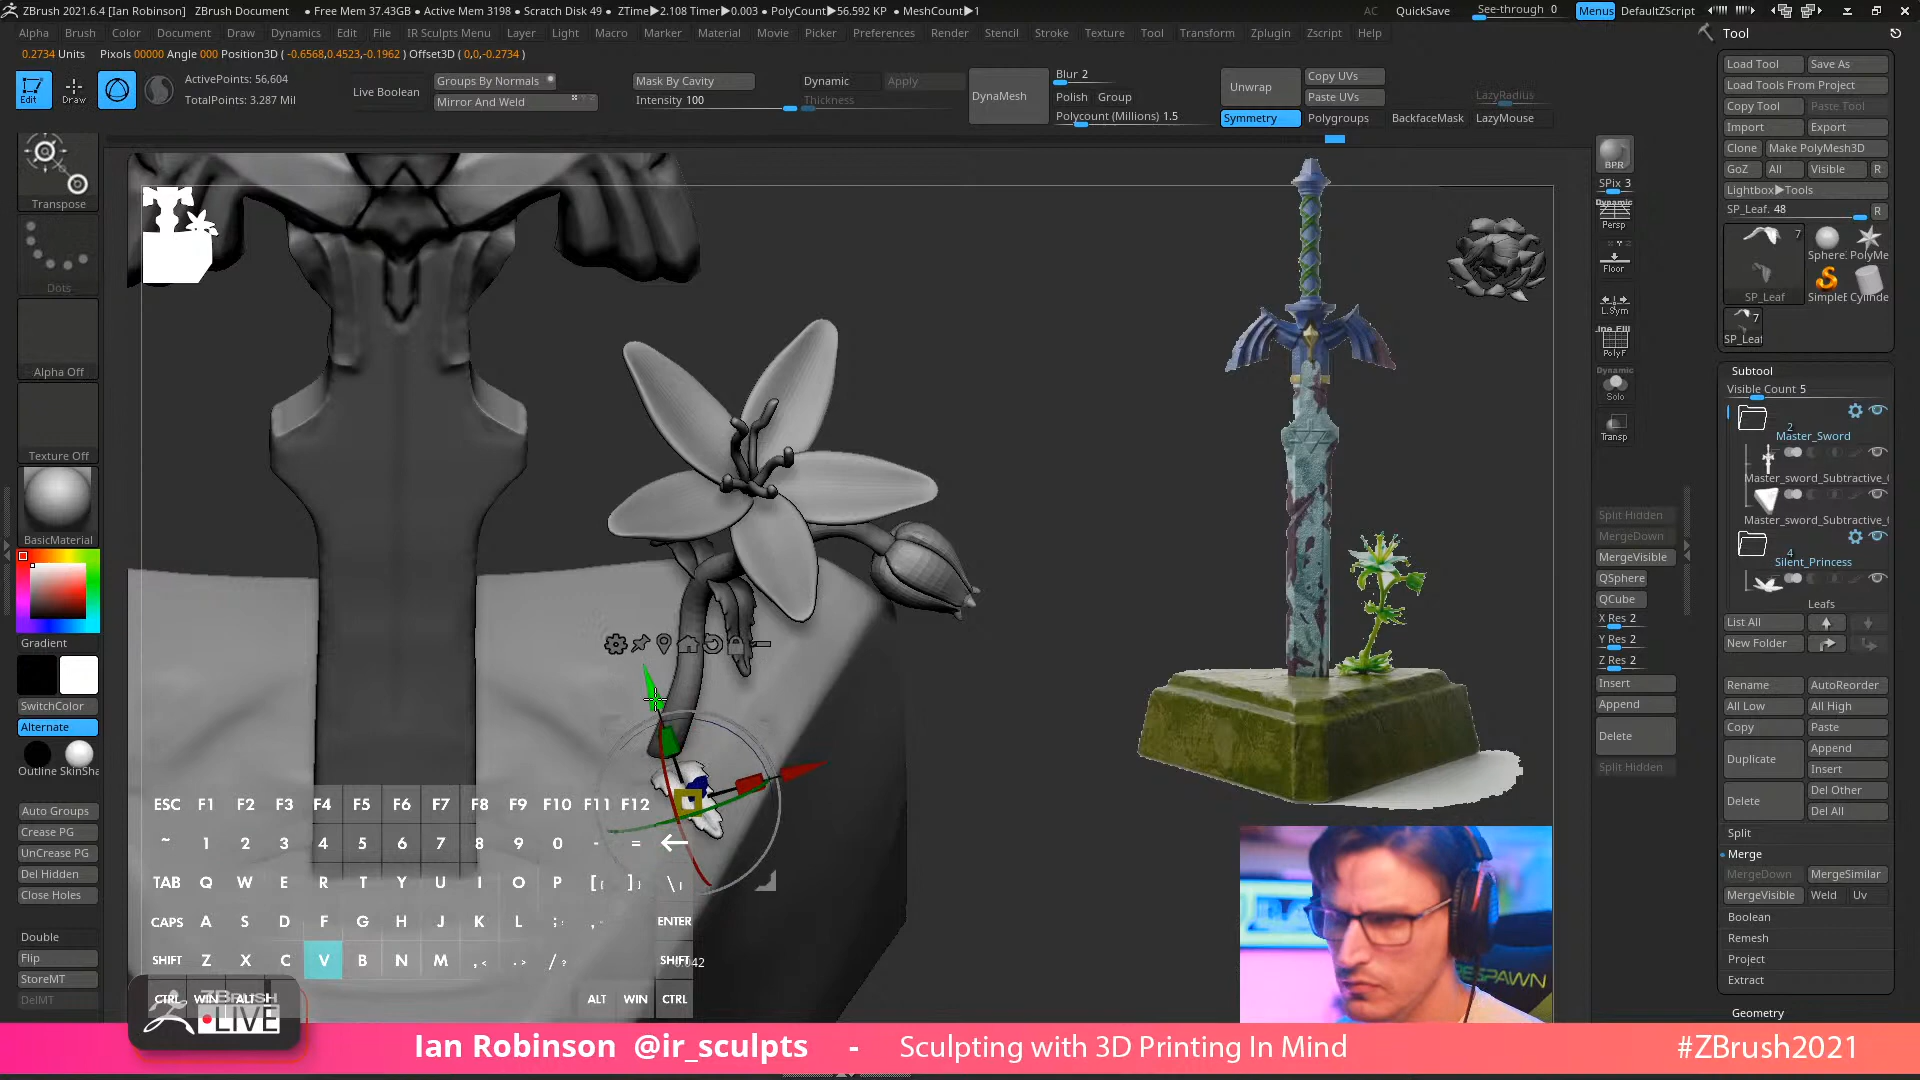 ZBrush 2021.6.4 [Ian Robinson] ZBrush Document • Free Mem 37.43GB • Active Mem 3198 • Scratch Disk 49 • ZTime▶2.108 Timer▶0.003 • PolyCount▶56.592 KP • MeshCount▶1 AC QuickSave See-through 0 Menus DefaultZScript
Alpha Brush Color Document Draw Dynamics Edit File IR Sculpts Menu Layer Light Macro Marker Material Movie Picker Preferences Render Stencil Stroke Texture Tool Transform Zplugin Zscript Help
0.2734 Units Pixols 00000 Angle 000 Position3D ( -0.6568,0.4523,-0.1962 ) Offset3D ( 0,0,-0.2734 )
Edit Draw
ActivePoints: 56,604
TotalPoints: 3.287 Mil
Live Boolean
Groups By Normals
Mirror And Weld
Mask By Cavity
Intensity 100
Dynamic Apply
Thickness
DynaMesh
Blur 2
Polish Group
Polycount (Millions) 1.5
Unwrap
Copy UVs
Paste UVs
Symmetry Polygroups BackfaceMask LazyMouse
LazyRadius
Transpose
Dots
Alpha Off
Texture Off
BasicMaterial
Gradient
SwitchColor
Alternate
Outline SkinSha
Auto Groups
Crease PG
UnCrease PG
Del Hidden
Close Holes
Double
Flip
StoreMT
DelMT
BPR
SPix 3
Dynamic
Persp
Floor
L.Sym
Line Fill
PolyF
Dynamic
Solo
Transp
Split Hidden
MergeDown
MergeVisible
QSphere
QCube
X Res 2
Y Res 2
Z Res 2
Insert
Append
Delete
Split Hidden
Tool
Load Tool Save As
Load Tools From Project
Copy Tool Paste Tool
Import Export
Clone Make PolyMesh3D
GoZ All Visible R
Lightbox▶Tools
SP_Leaf. 48 R
7
Sphere. PolyMe
SP_Leaf SimpleE Cylinde
7
SP_Leaf
Subtool
Visible Count 5
2
Master_Sword
Master_sword_Subtractive_
Master_sword_Subtractive_
4
Silent_Princess
Leafs
List All
New Folder
Rename AutoReorder
All Low All High
Copy Paste
Duplicate Append
Insert
Delete Del Other
Del All
Split
Merge
MergeDown MergeSimilar
MergeVisible Weld Uv
Boolean
Remesh
Project
Extract
Geometry
ESC F1 F2 F3 F4 F5 F6 F7 F8 F9 F10 F11 F12
~ 1 2 3 4 5 6 7 8 9 0 - = ←
TAB Q W E R T Y U I O P [ ] \
CAPS A S D F G H J K L ; ENTER
SHIFT Z X C V B N M , < . > / ? SHIFT
CTRL WIN ALT ALT WIN CTRL
ZBRUSH
LIVE
RESPAWN
Ian Robinson @ir_sculpts - Sculpting with 3D Printing In Mind #ZBrush2021